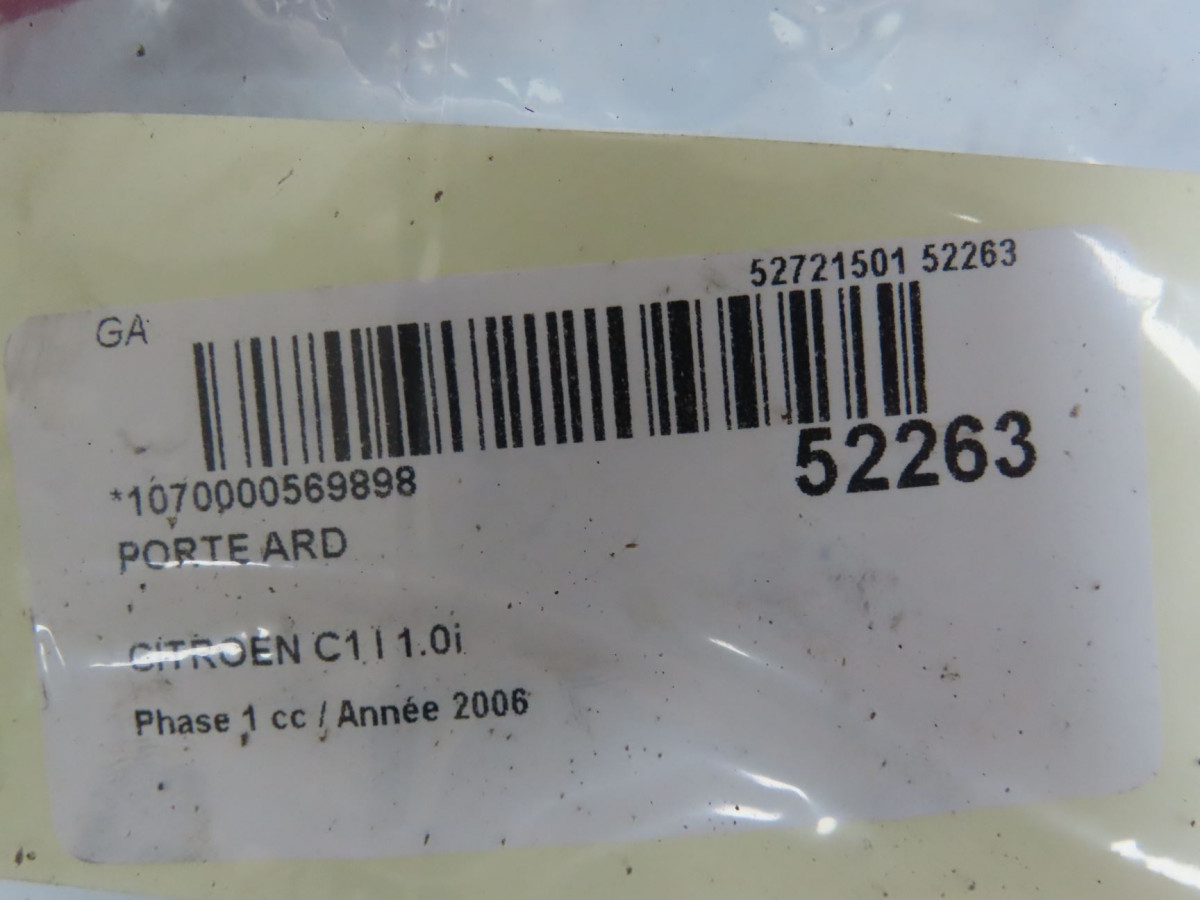 52721501 52263
GA
52263
*1070000569898
PORTE ARD
CITROEN C1 I 1.0i
Phase 1 cc / Année 2006